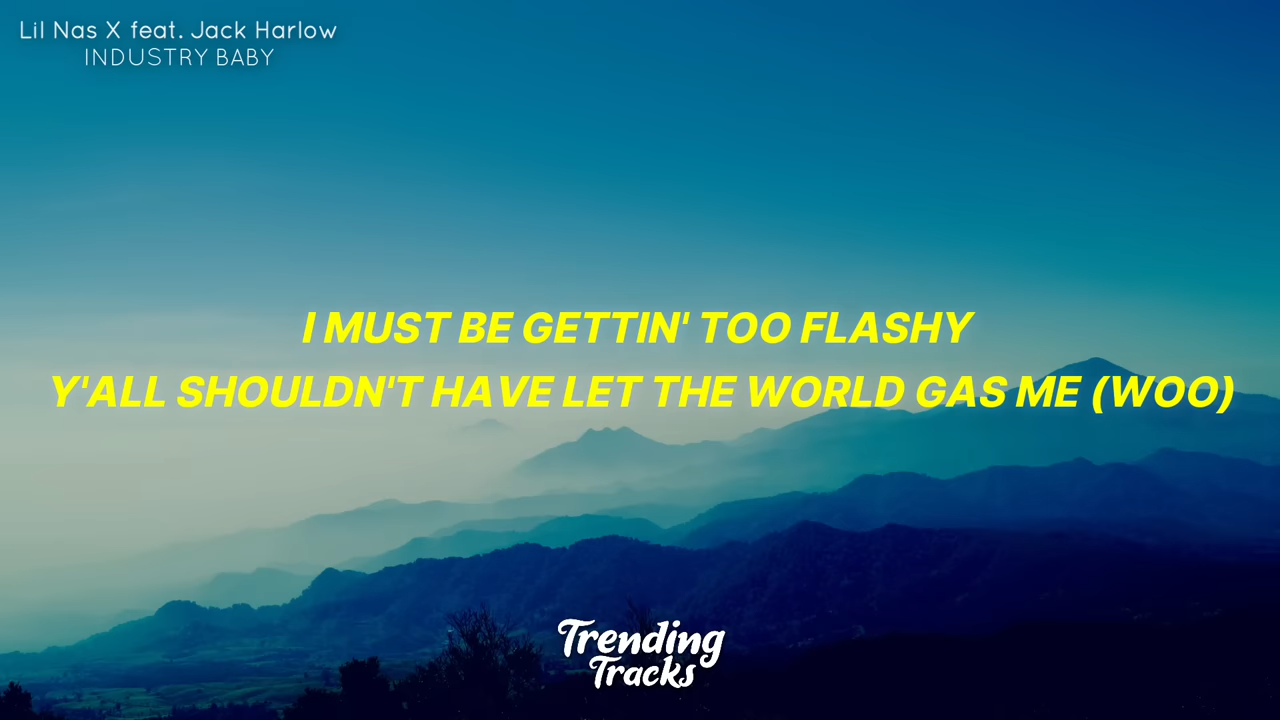 Lil Nas X feat. Jack Harlow
INDUSTRY BABY
I MUST BE GETTIN' TOO FLASHY
Y'ALL SHOULDN'T HAVE LET THE WORLD GAS ME (WOO)
Trending
Tracks